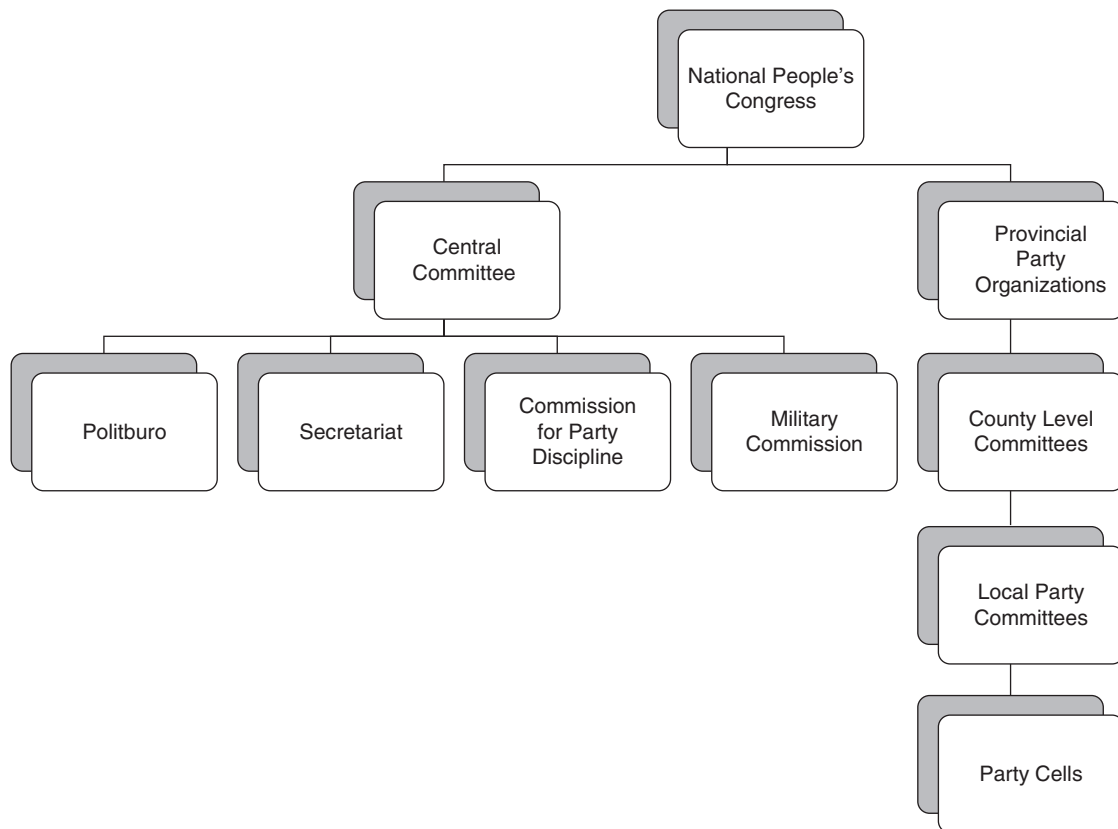 National People’s
Congress
Central
Committee
Provincial
Party
Organizations
Politburo
Secretariat
Commission
for Party
Discipline
Military
Commission
County Level
Committees
Local Party
Committees
Party Cells